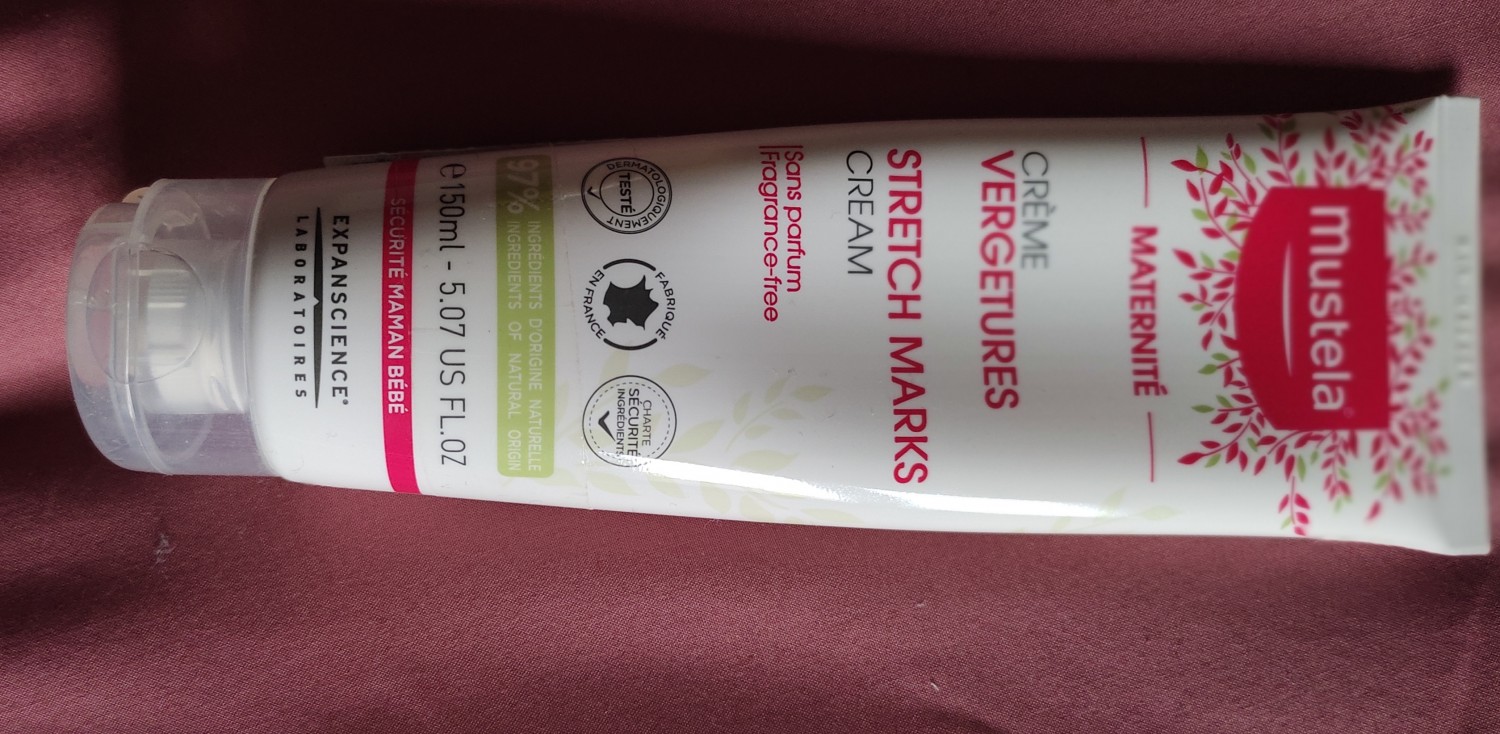 mustela®
MATERNITÉ
CRÈME
VERGETURES
STRETCH MARKS
CREAM
Sans parfum
Fragrance-free
DERMATOLOGIQUEMENT
TESTÉ
FABRIQUÉ
EN FRANCE
CHARTE
SÉCURITÉ
INGRÉDIENTS
97% INGRÉDIENTS D'ORIGINE NATURELLE
INGREDIENTS OF NATURAL ORIGIN
℮150ml - 5.07 US FL.OZ
SÉCURITÉ MAMAN BÉBÉ
EXPANSCIENCE®
LABORATOIRES